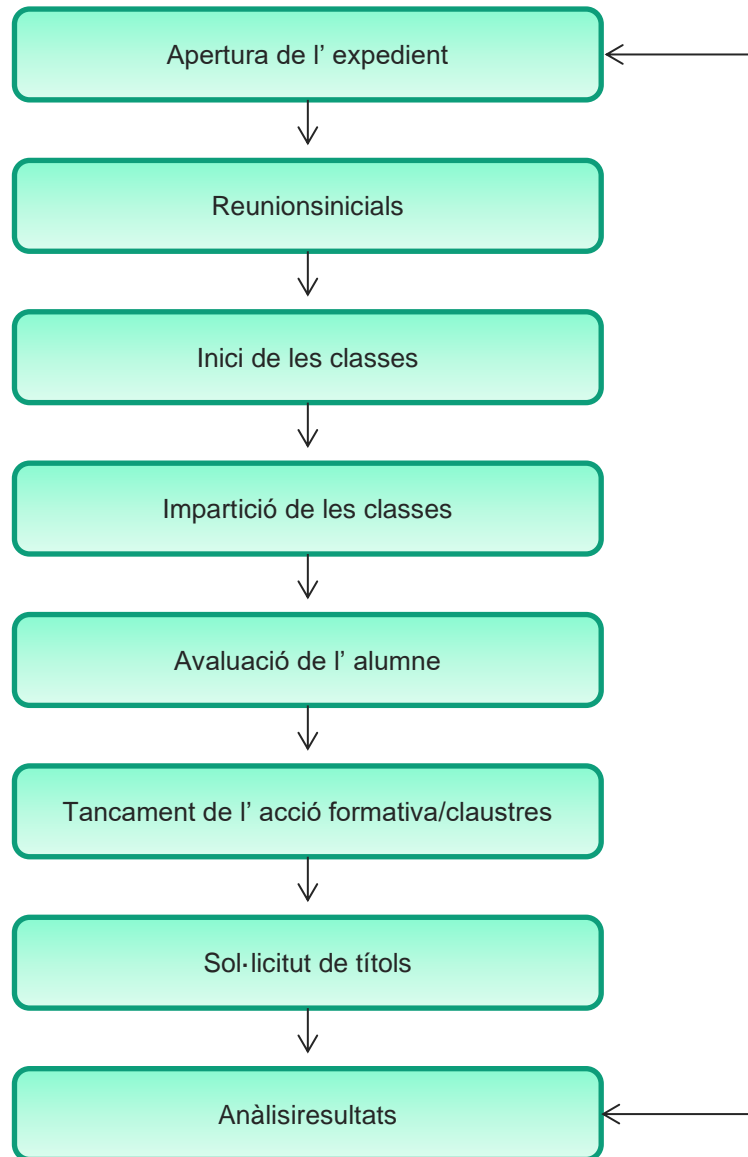 Apertura de l’ expedient
Reunionsinicials
Inici de les classes
Impartició de les classes
Avaluació de l’ alumne
Tancament de l’ acció formativa/claustres
Sol·licitut de títols
Anàlisiresultats